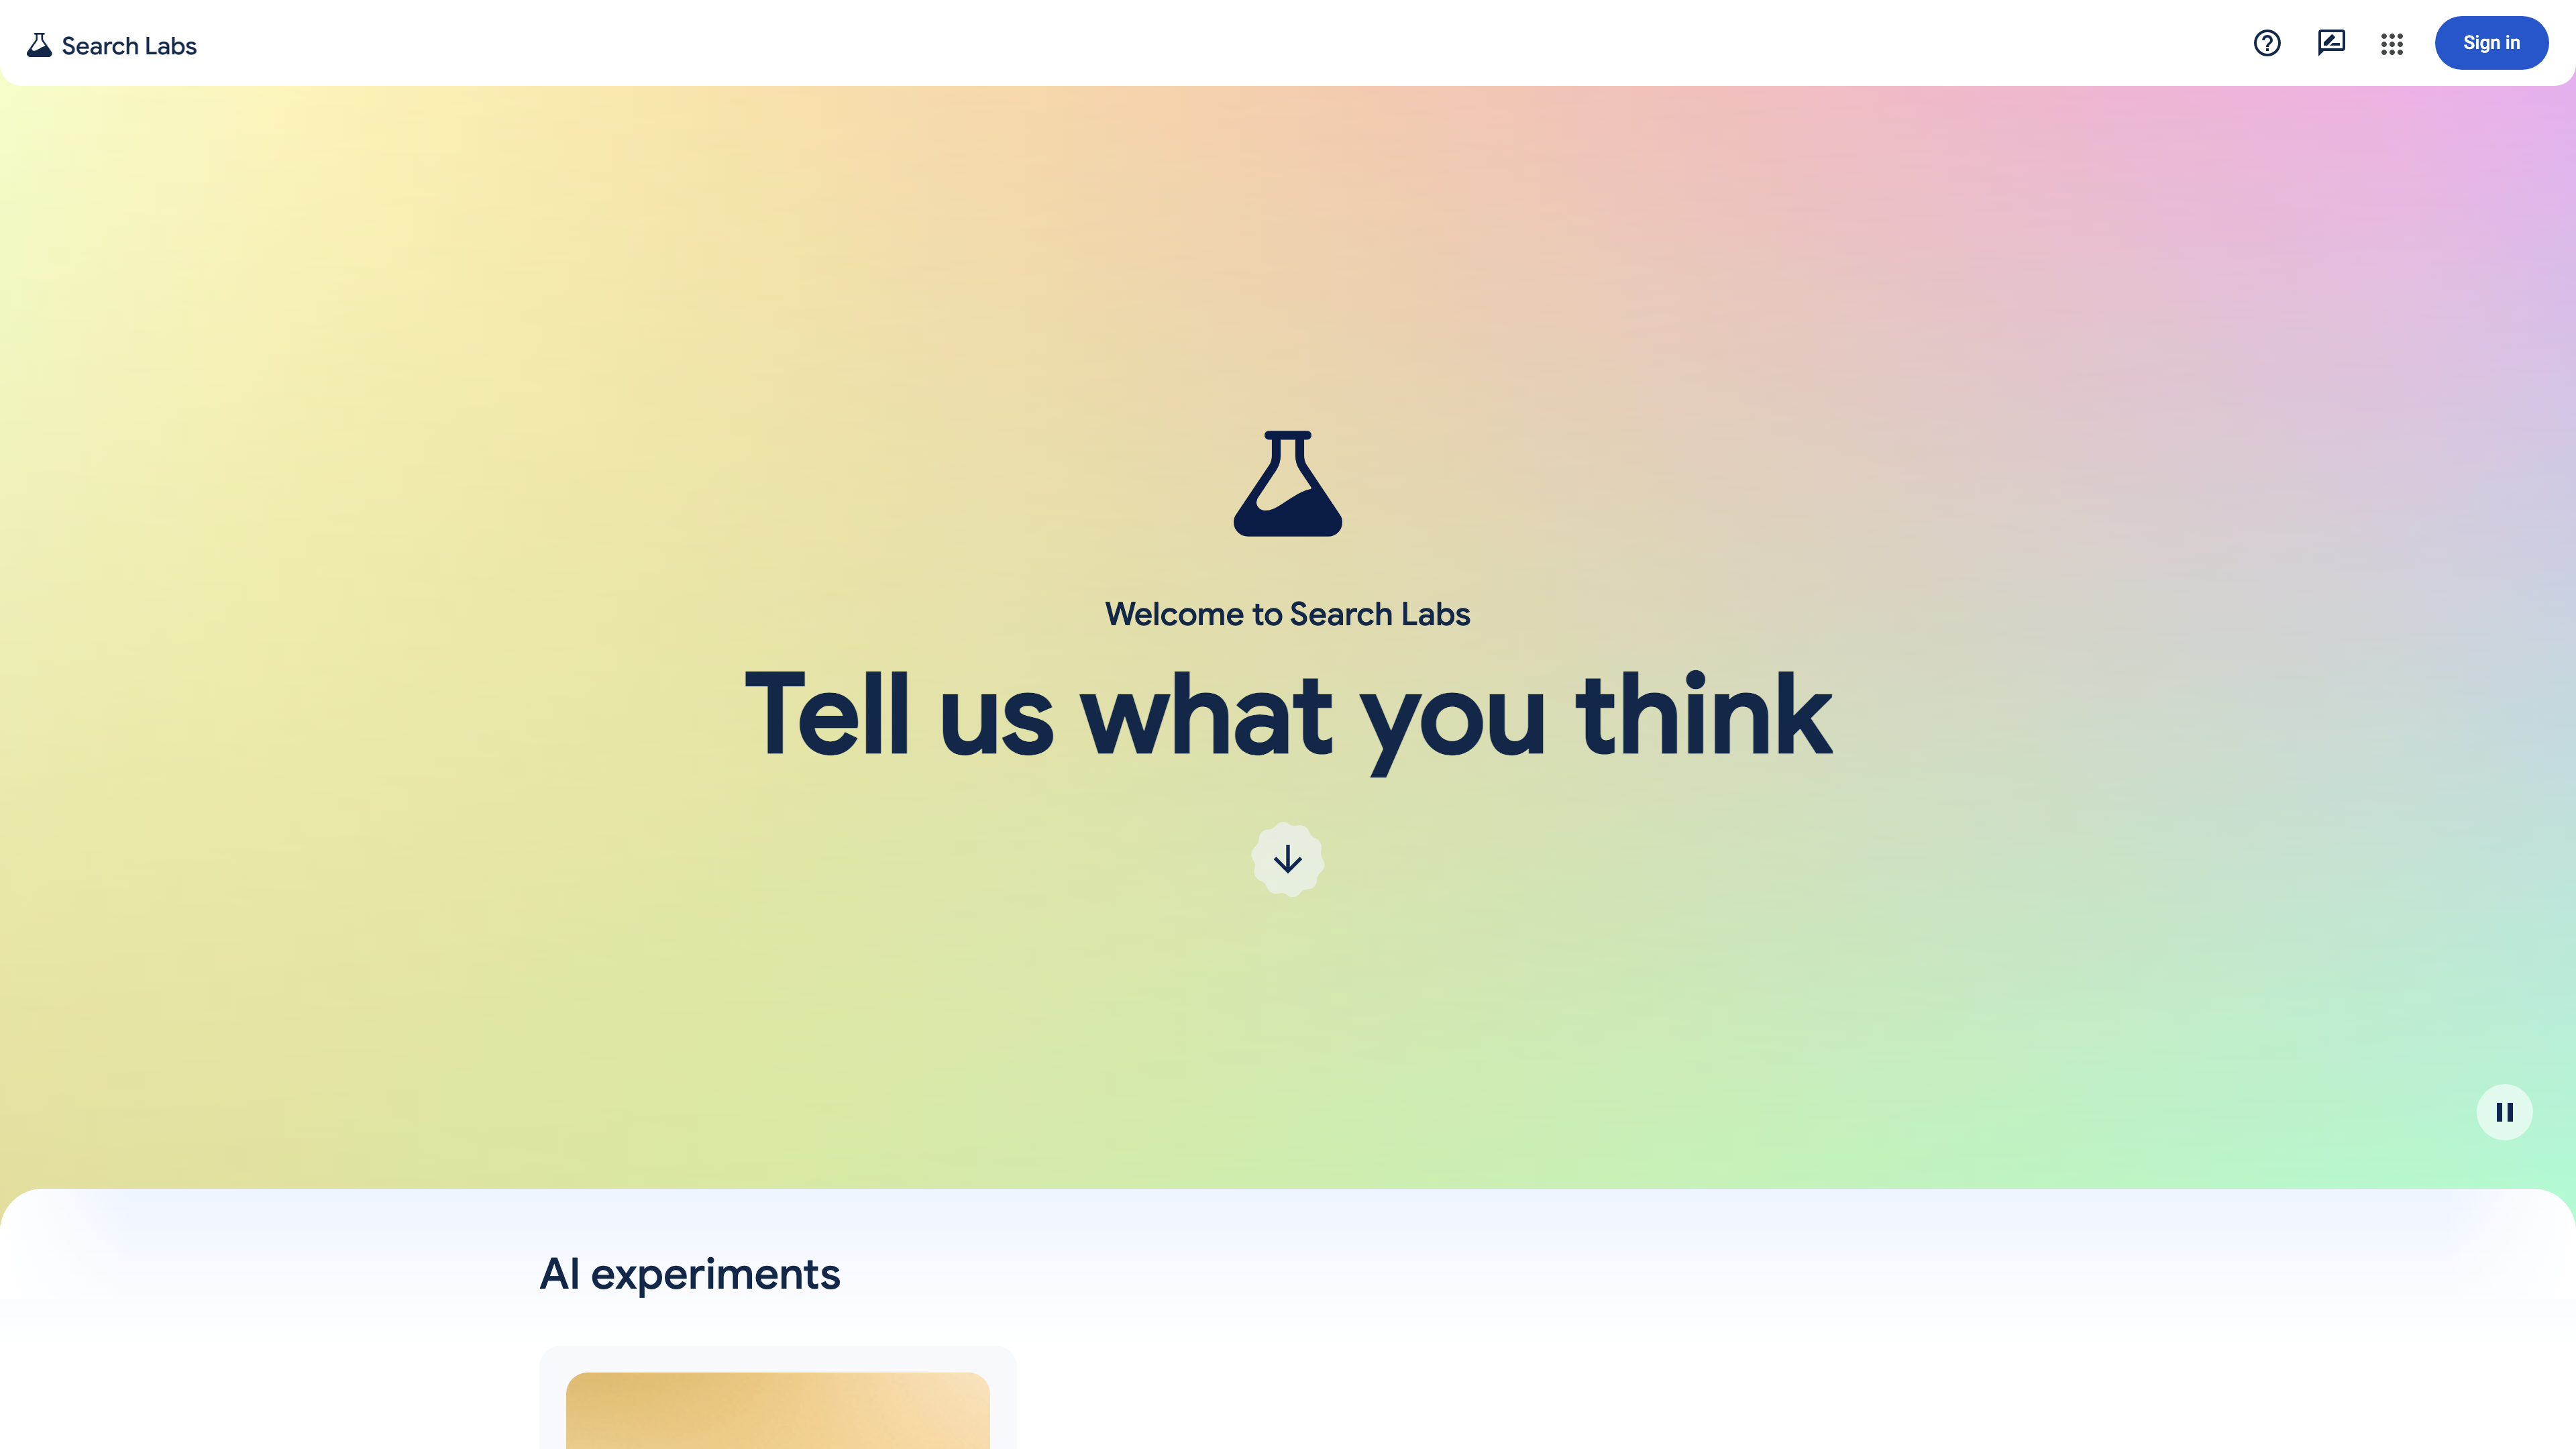 Search Labs
Sign in
Welcome to Search Labs
Tell us what you think
AI experiments